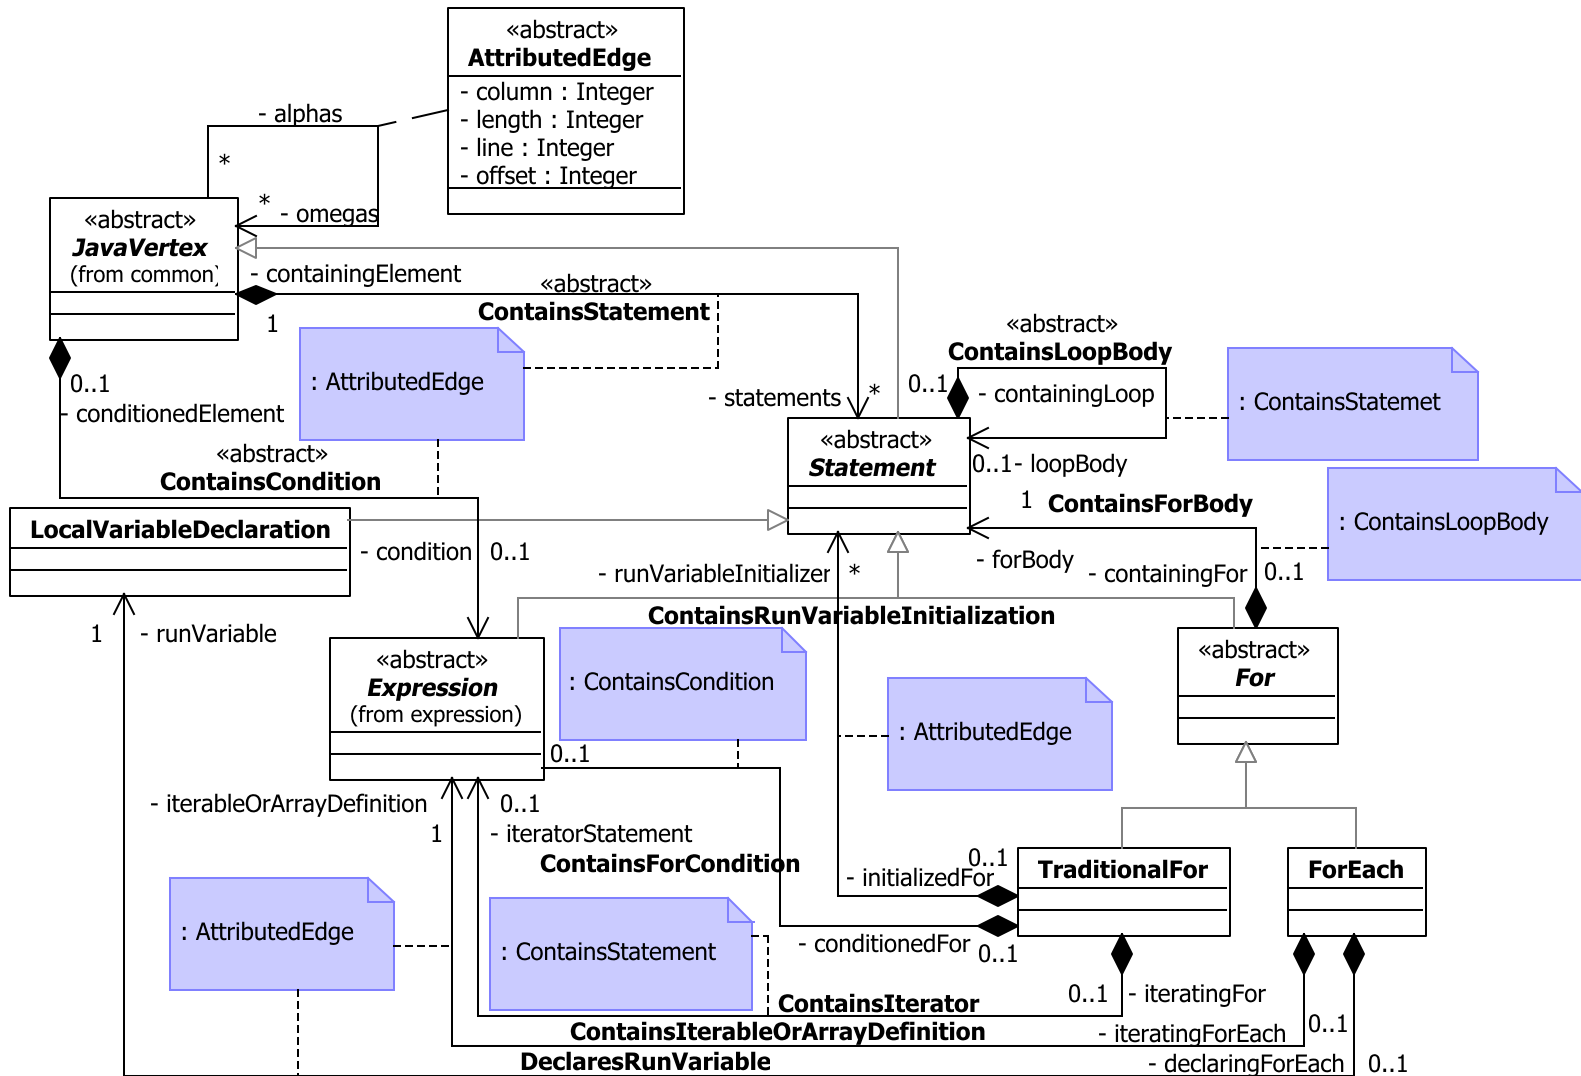 «abstract»
AttributedEdge
- column : Integer
- length : Integer
- line : Integer
- offset : Integer
- alphas
*
*
- omegas
«abstract»
JavaVertex
(from common)
- containingElement
1
«abstract»
ContainsStatement
: AttributedEdge
0..1
- conditionedElement
«abstract»
ContainsCondition
- statements
*
«abstract»
ContainsLoopBody
0..1
- containingLoop
: ContainsStatemet
«abstract»
Statement
0..1
- loopBody
1
ContainsForBody
: ContainsLoopBody
- forBody
- containingFor
0..1
LocalVariableDeclaration
- condition
0..1
- runVariableInitializer
*
ContainsRunVariableInitialization
1
- runVariable
«abstract»
Expression
(from expression)
: ContainsCondition
: AttributedEdge
«abstract»
For
0..1
- iterableOrArrayDefinition
1
0..1
- iteratorStatement
ContainsForCondition
0..1
- initializedFor
TraditionalFor
ForEach
: AttributedEdge
: ContainsStatement
- conditionedFor
0..1
0..1
- iteratingFor
ContainsIterator
ContainsIterableOrArrayDefinition
- iteratingForEach
0..1
DeclaresRunVariable
- declaringForEach
0..1